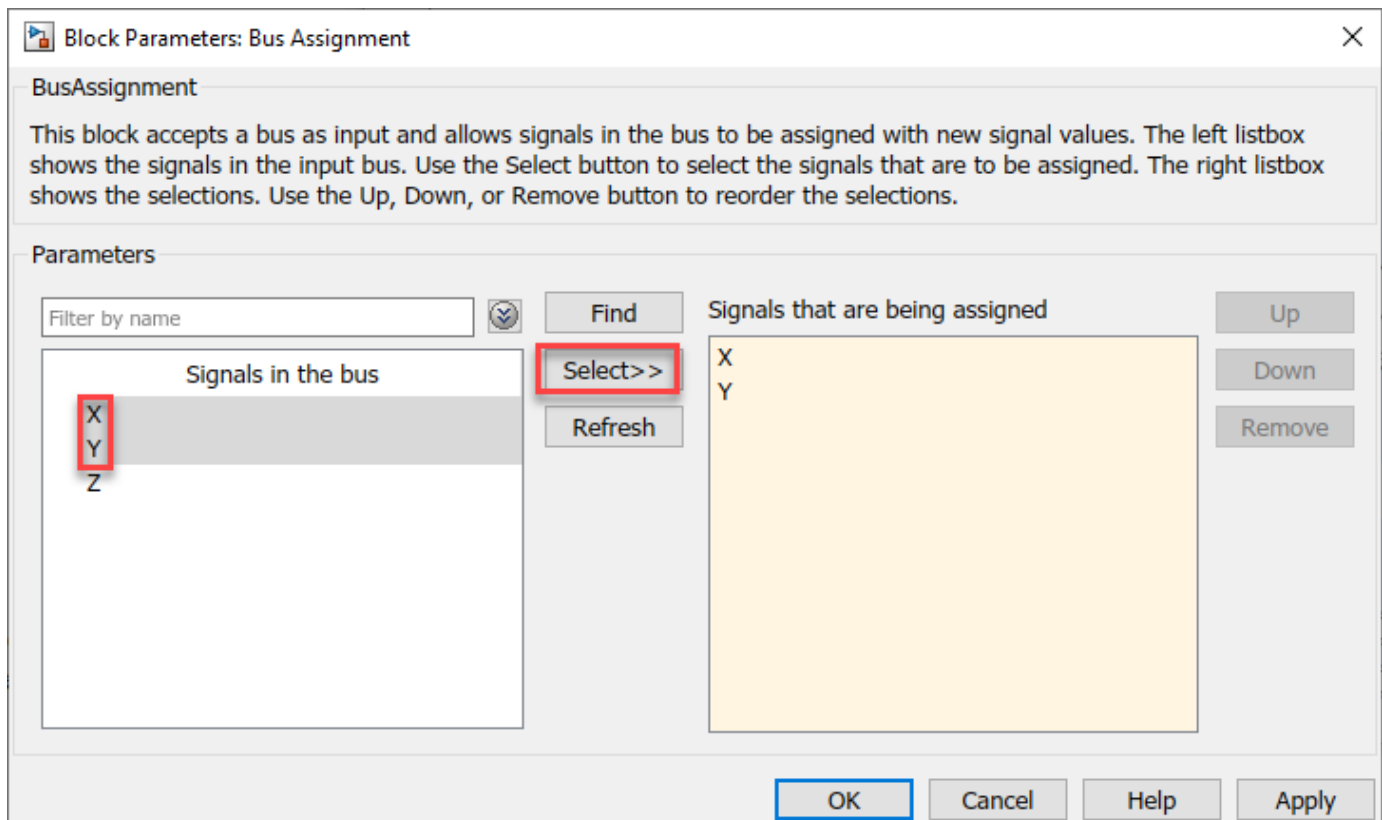 Block Parameters: Bus Assignment
BusAssignment
This block accepts a bus as input and allows signals in the bus to be assigned with new signal values. The left listbox
shows the signals in the input bus. Use the Select button to select the signals that are to be assigned. The right listbox
shows the selections. Use the Up, Down, or Remove button to reorder the selections.
Parameters
Filter by name
Find
Signals that are being assigned
Up
Signals in the bus
Select>>
X
Down
X
Y
Refresh
Remove
Y
Z
OK
Cancel
Help
Apply